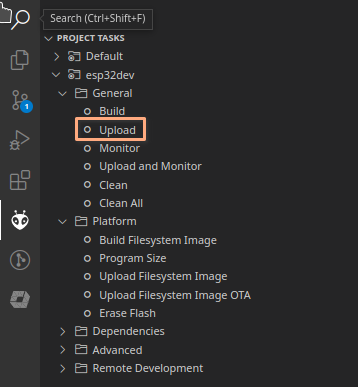 Search (Ctrl+Shift+F)
PROJECT TASKS
Default
esp32dev
General
Build
Upload
Monitor
Upload and Monitor
Clean
Clean All
Platform
Build Filesystem Image
Program Size
Upload Filesystem Image
Upload Filesystem Image OTA
Erase Flash
Dependencies
Advanced
Remote Development
1